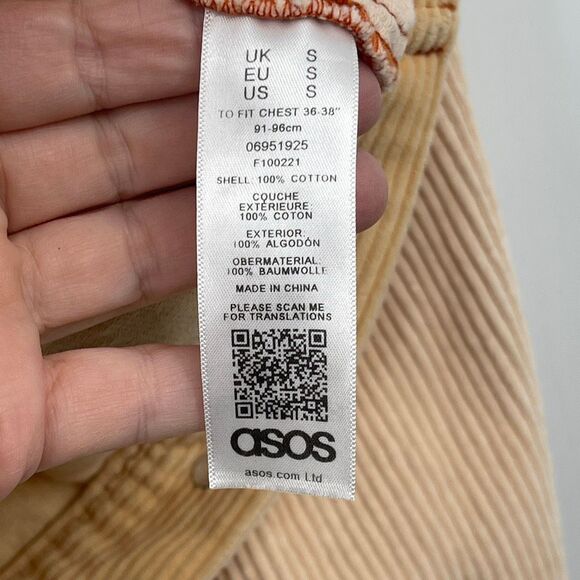 UK S
EU S
US S
TO FIT CHEST 36-38"
91-96cm
06951925
F100221
SHELL: 100% COTTON
COUCHE
EXTÉRIEURE:
100% COTON
EXTERIOR:
100% ALGODÓN
OBERMATERIAL:
100% BAUMWOLLE
MADE IN CHINA
PLEASE SCAN ME
FOR TRANSLATIONS
asos
asos.com Ltd